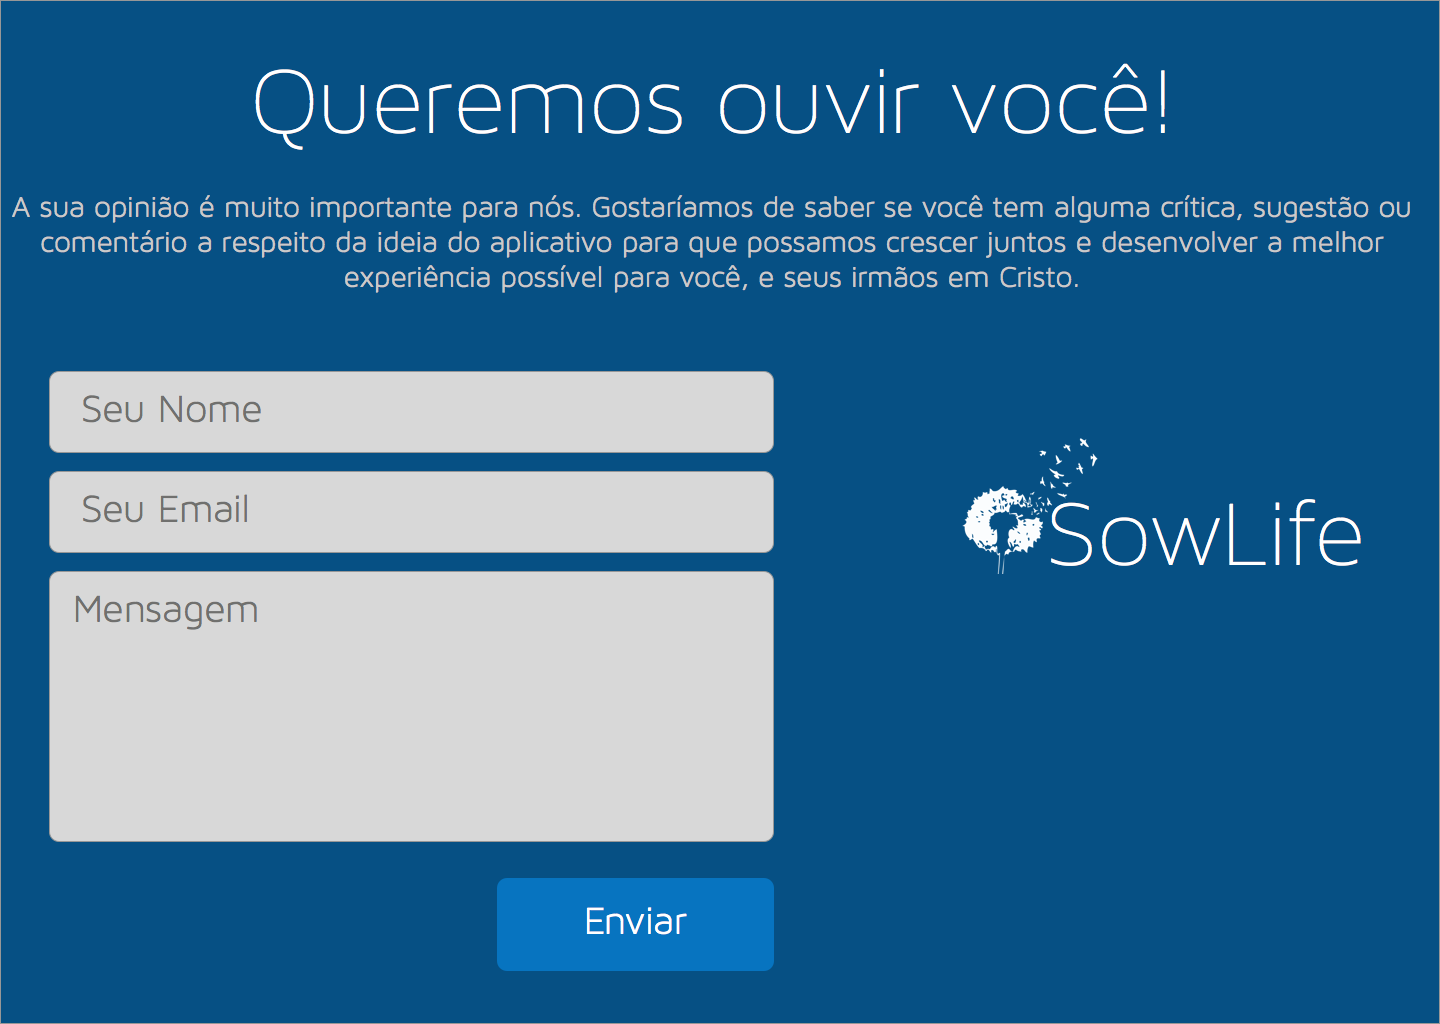 Queremos ouvir você!
A sua opinião é muito importante para nós. Gostaríamos de saber se você tem alguma crítica, sugestão ou
comentário a respeito da ideia do aplicativo para que possamos crescer juntos e desenvolver a melhor
experiência possível para você, e seus irmãos em Cristo.
Seu Nome
Seu Email
Mensagem
SowLife
Enviar